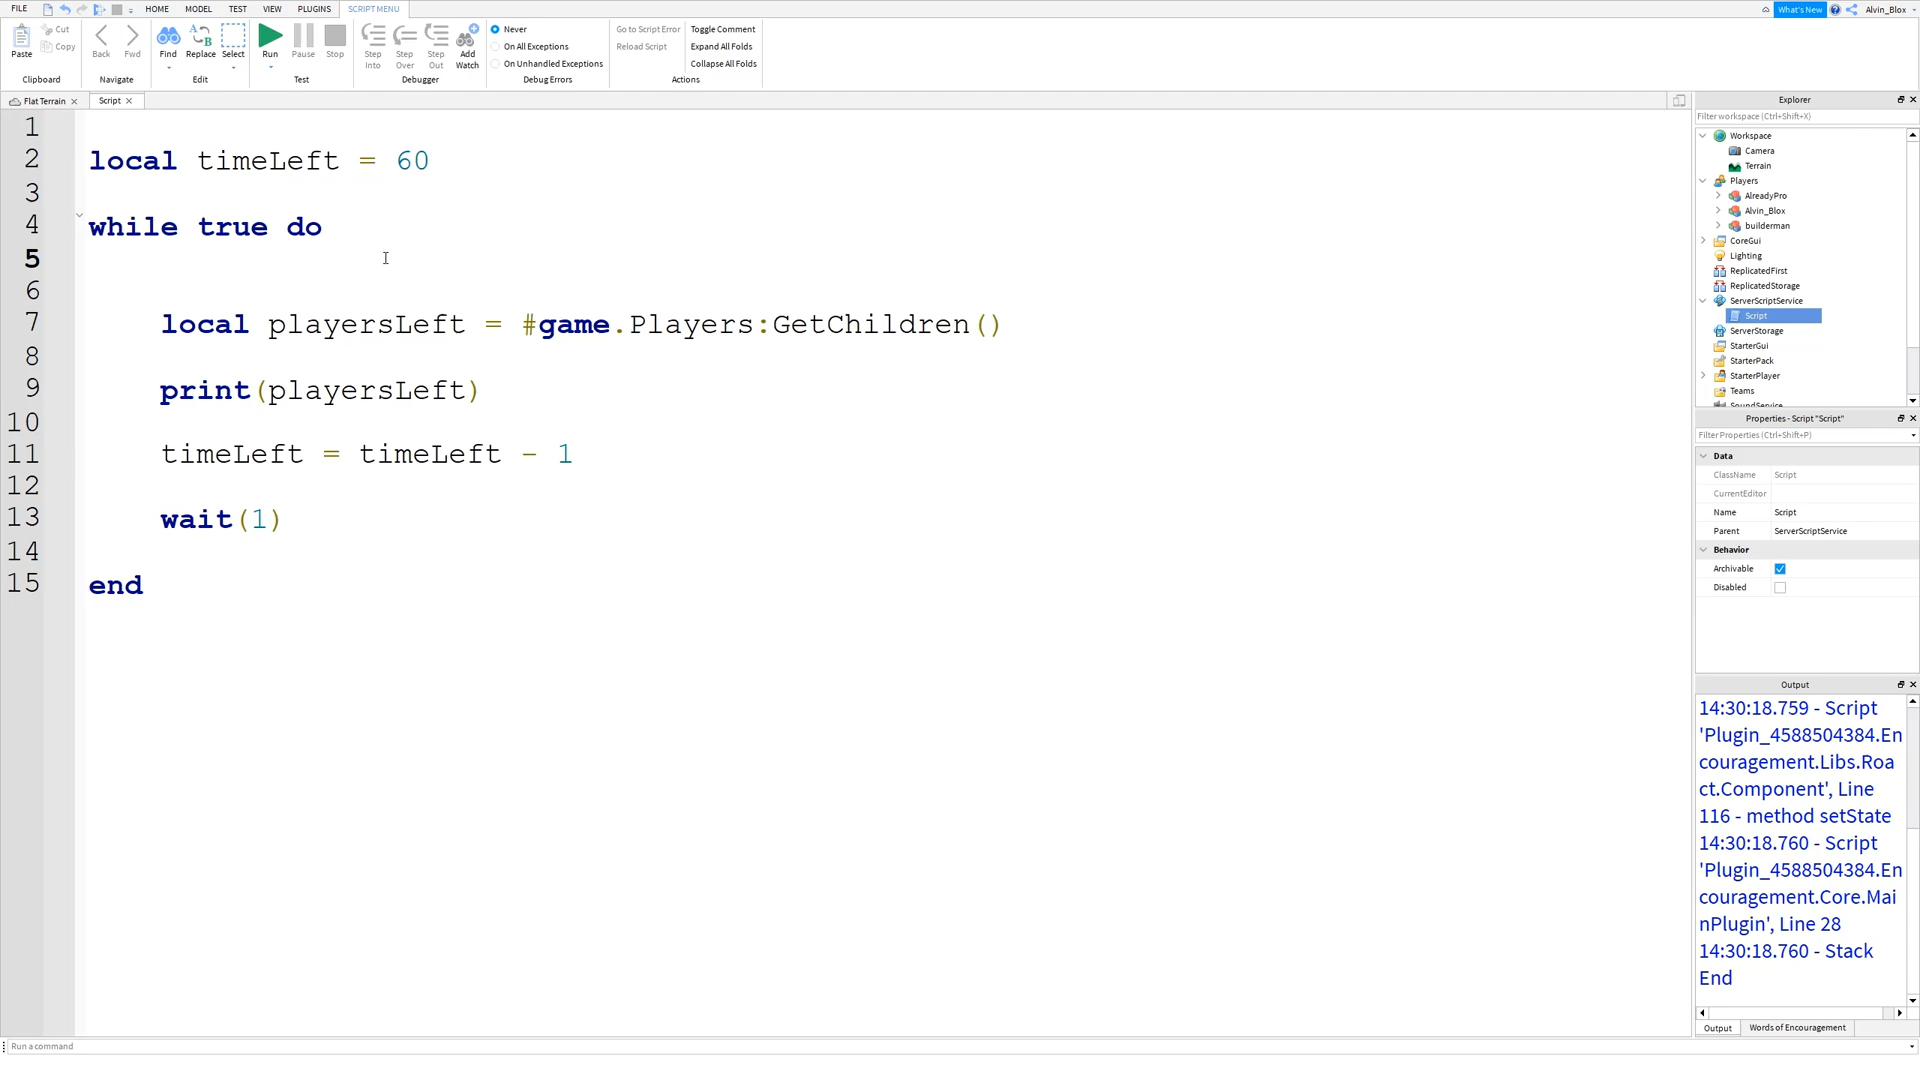 FILE HOME MODEL TEST VIEW PLUGINS SCRIPT MENU What's New Alvin_Blox
Paste Cut Copy
Back Fwd
Find Replace Select
Run Pause Stop
Step Into Step Over Step Out Add Watch
Never
On All Exceptions
On Unhandled Exceptions
Go to Script Error
Reload Script
Toggle Comment
Expand All Folds
Collapse All Folds
Clipboard Navigate Edit Test Debugger Debug Errors Actions
Flat Terrain Script
1
2 local timeLeft = 60
3
4 while true do
5
6
7 local playersLeft = #game.Players:GetChildren()
8
9 print(playersLeft)
10
11 timeLeft = timeLeft - 1
12
13 wait(1)
14
15 end
Explorer
Filter workspace (Ctrl+Shift+X)
Workspace
Camera
Terrain
Players
AlreadyPro
Alvin_Blox
builderman
CoreGui
Lighting
ReplicatedFirst
ReplicatedStorage
ServerScriptService
Script
ServerStorage
StarterGui
StarterPack
StarterPlayer
Teams
SoundService
Properties - Script "Script"
Filter Properties (Ctrl+Shift+P)
Data
ClassName Script
CurrentEditor
Name Script
Parent ServerScriptService
Behavior
Archivable
Disabled
Output
14:30:18.759 - Script
'Plugin_4588504384.En
couragement.Libs.Roa
ct.Component', Line
116 - method setState
14:30:18.760 - Script
'Plugin_4588504384.En
couragement.Core.Mai
nPlugin', Line 28
14:30:18.760 - Stack
End
Output Words of Encouragement
Run a command